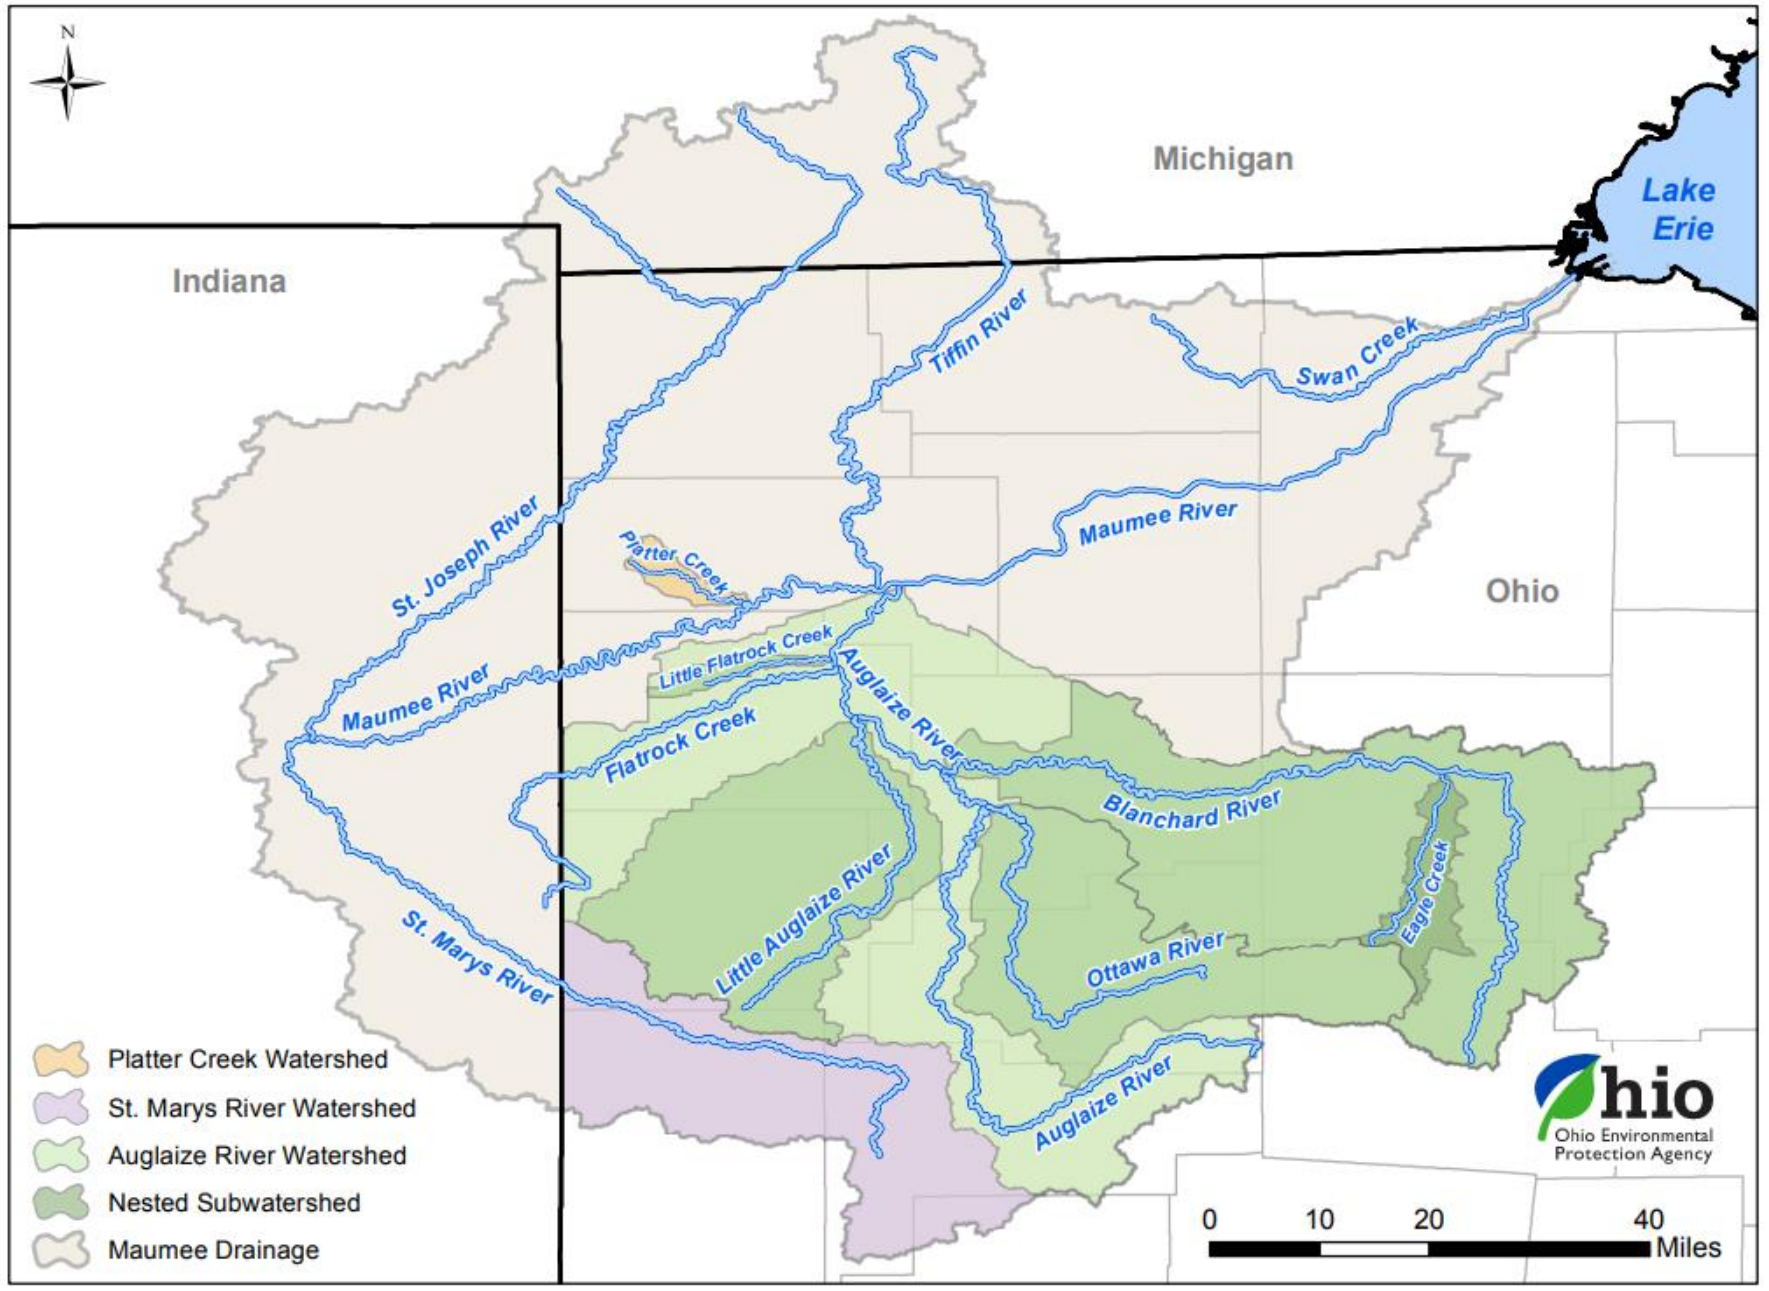 N
Michigan
Lake
Erie
Indiana
Tiffin River
Swan Creek
St. Joseph River
Maumee River
Platter Creek
Ohio
Little Flatrock Creek
Maumee River
Auglaize River
Flatrock Creek
Blanchard River
Little Auglaize River
Eagle Creek
St. Marys River
Ottawa River
Auglaize River
Platter Creek Watershed
St. Marys River Watershed
Auglaize River Watershed
Nested Subwatershed
Maumee Drainage
Ohio
Ohio Environmental
Protection Agency
0 10 20 40
Miles